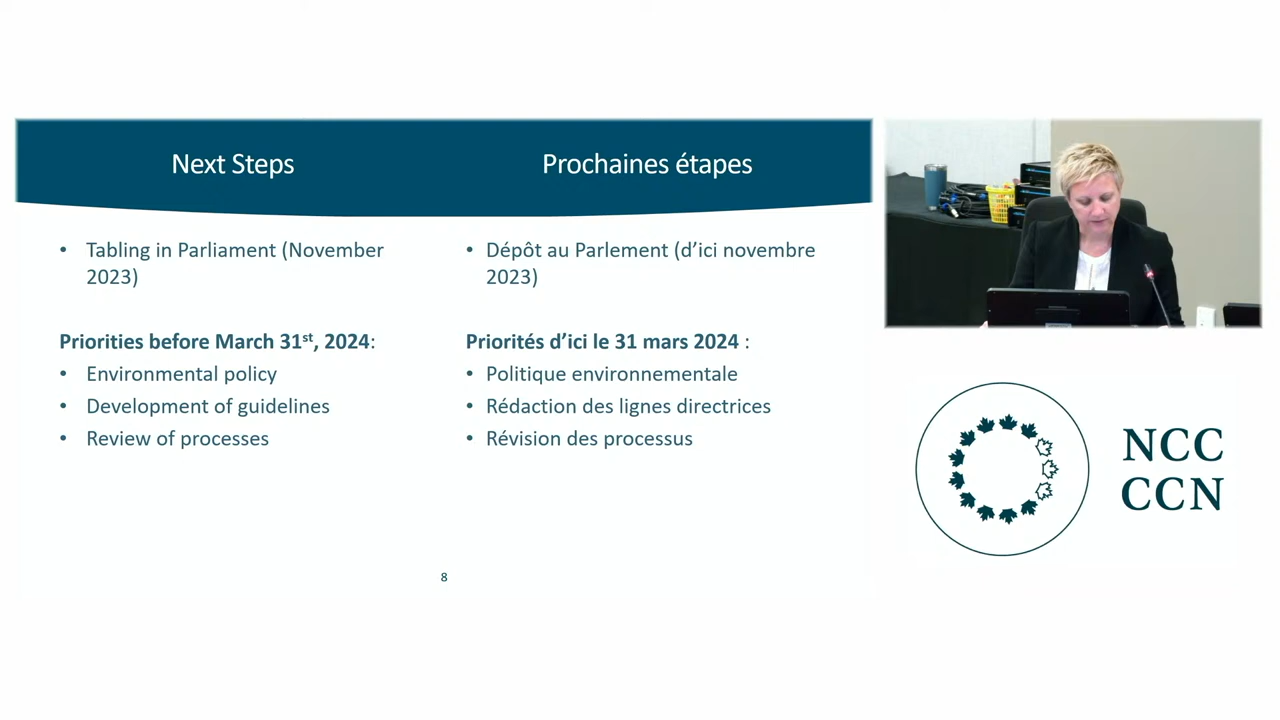 Next Steps
Prochaines étapes
• Tabling in Parliament (November
2023)
Priorities before March 31st, 2024:
• Environmental policy
• Development of guidelines
• Review of processes
• Dépôt au Parlement (d’ici novembre
2023)
Priorités d’ici le 31 mars 2024 :
• Politique environnementale
• Rédaction des lignes directrices
• Révision des processus
8
NCC
CCN